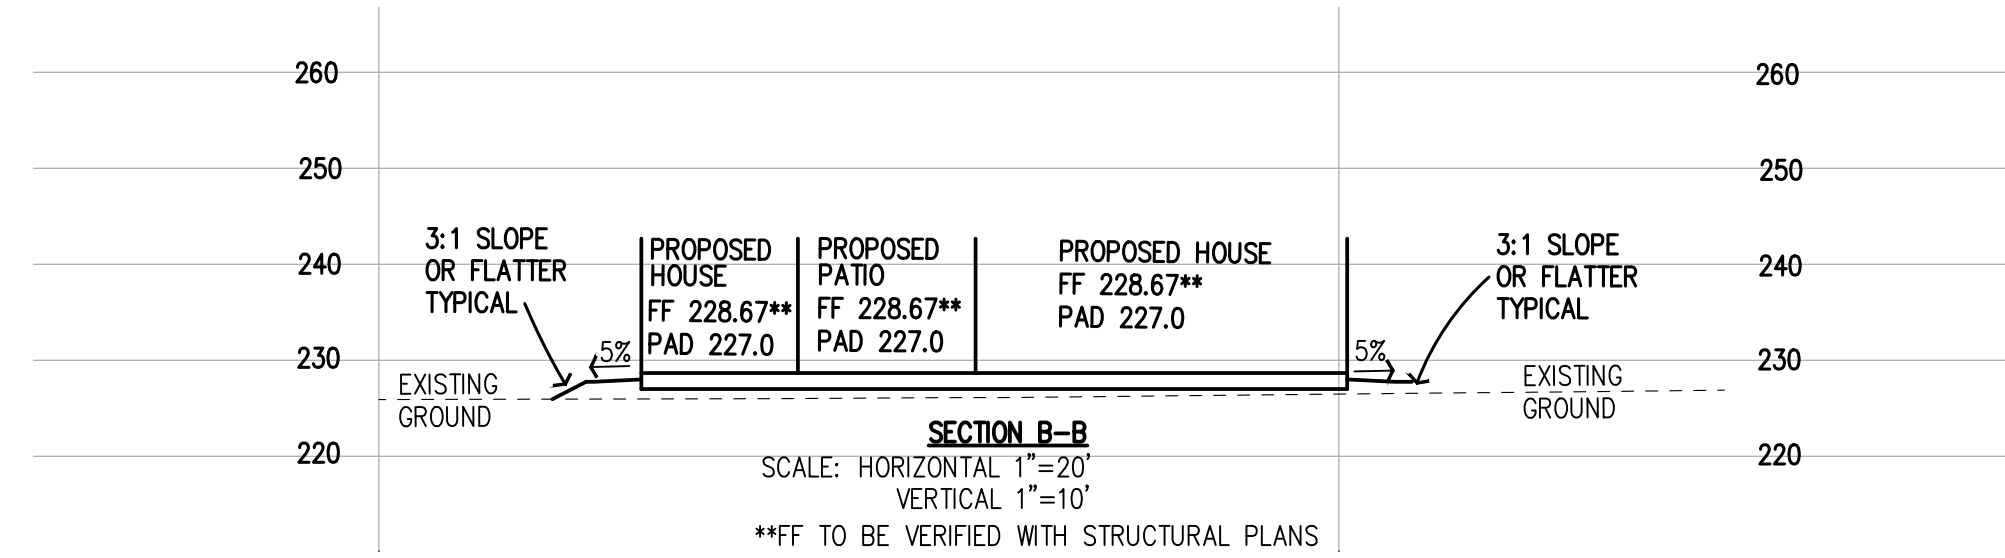 260
260
250
250
3:1 SLOPE
OR FLATTER
TYPICAL
PROPOSED
HOUSE
FF 228.67**
PAD 227.0
PROPOSED
PATIO
FF 228.67**
PAD 227.0
PROPOSED HOUSE
FF 228.67**
PAD 227.0
3:1 SLOPE
OR FLATTER
TYPICAL
240
240
5%
5%
230
230
EXISTING
GROUND
EXISTING
GROUND
220
220
SECTION B-B
SCALE: HORIZONTAL 1"=20'
VERTICAL 1"=10'
**FF TO BE VERIFIED WITH STRUCTURAL PLANS